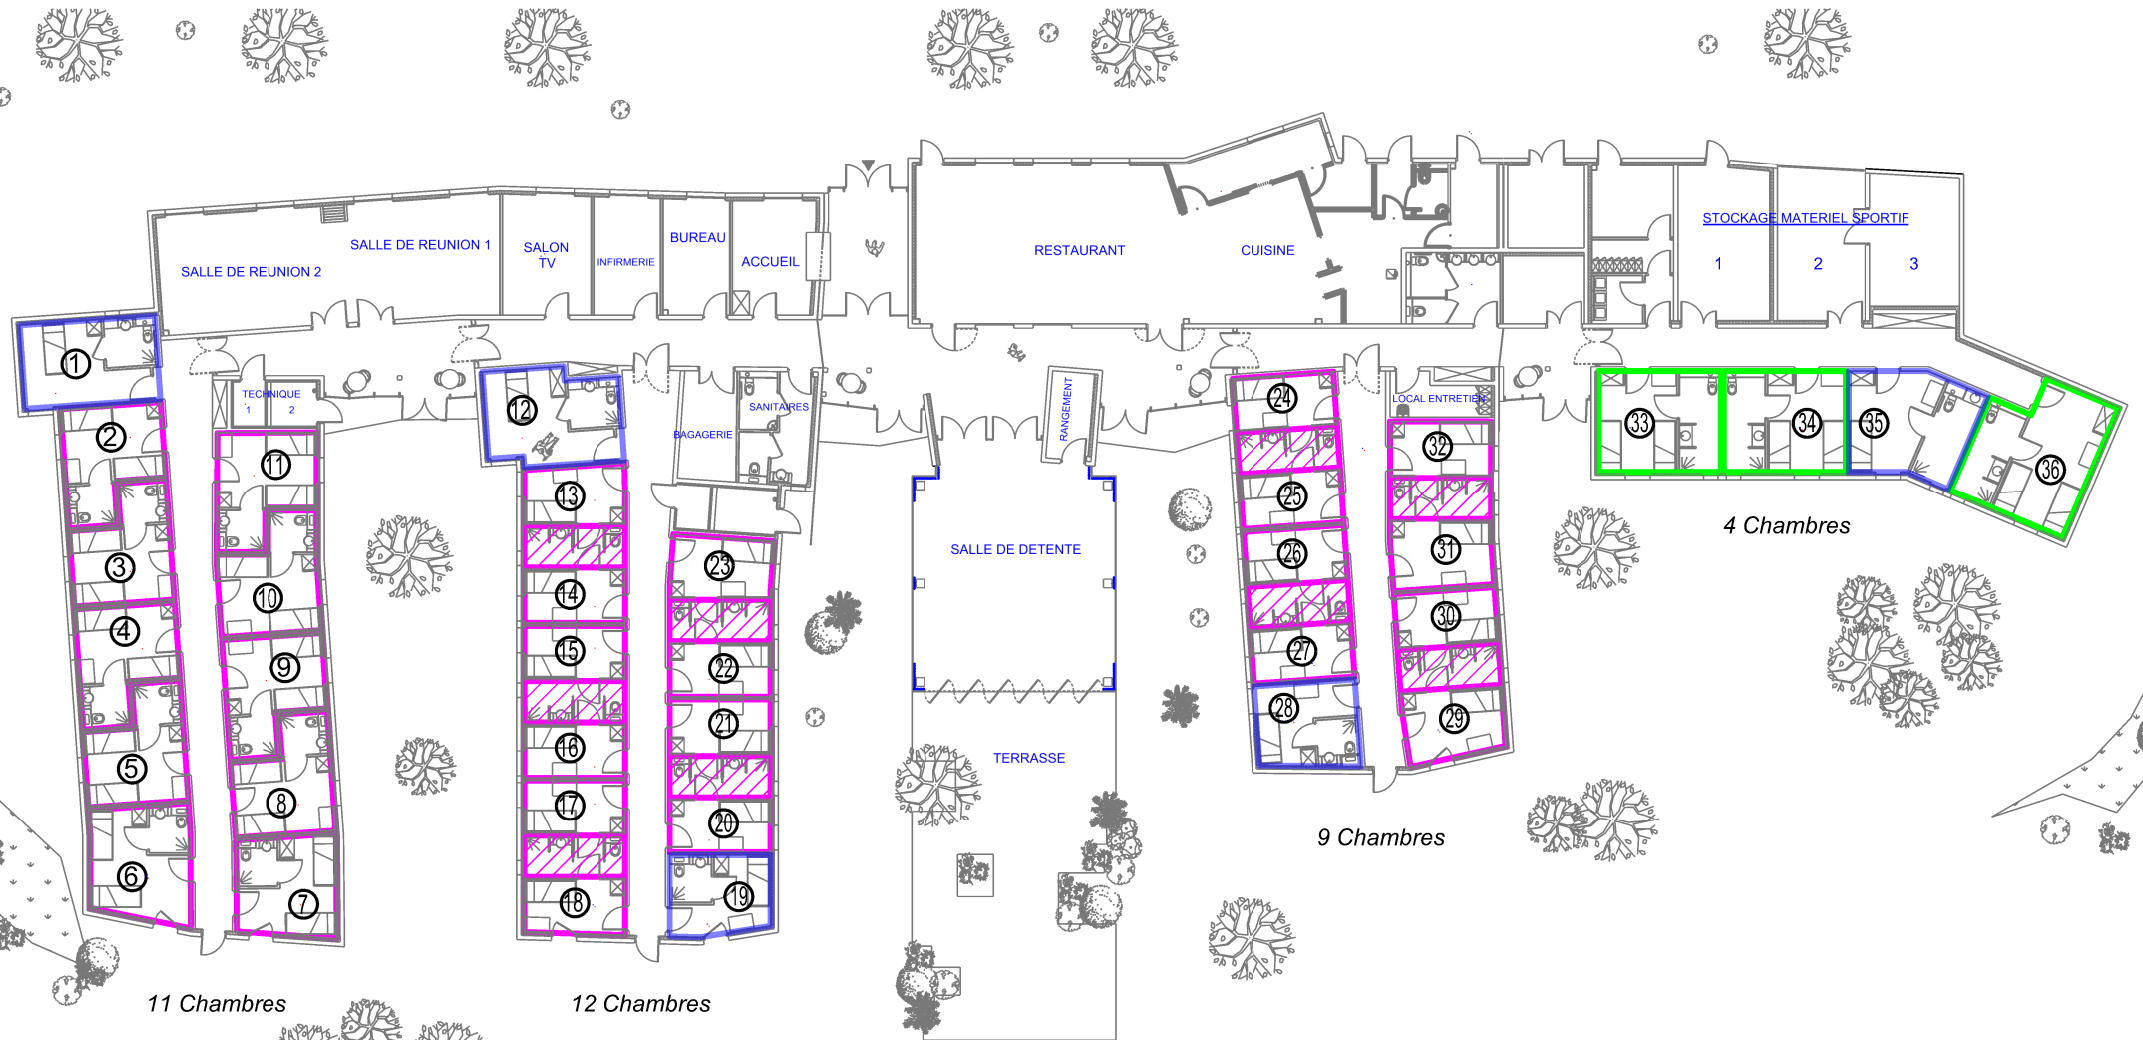 SALLE DE REUNION 2
SALLE DE REUNION 1
SALON
TV
INFIRMERIE
BUREAU
ACCUEIL
RESTAURANT
CUISINE
STOCKAGE MATERIEL SPORTIF
1
2
3
TECHNIQUE
1
2
BAGAGERIE
SANITAIRES
RANGEMENT
LOCAL ENTRETIEN
SALLE DE DETENTE
TERRASSE
1
2
3
4
5
6
7
8
9
10
11
11 Chambres
12
13
14
15
16
17
18
19
20
21
22
23
12 Chambres
24
25
26
27
28
29
30
31
32
9 Chambres
33
34
35
36
4 Chambres